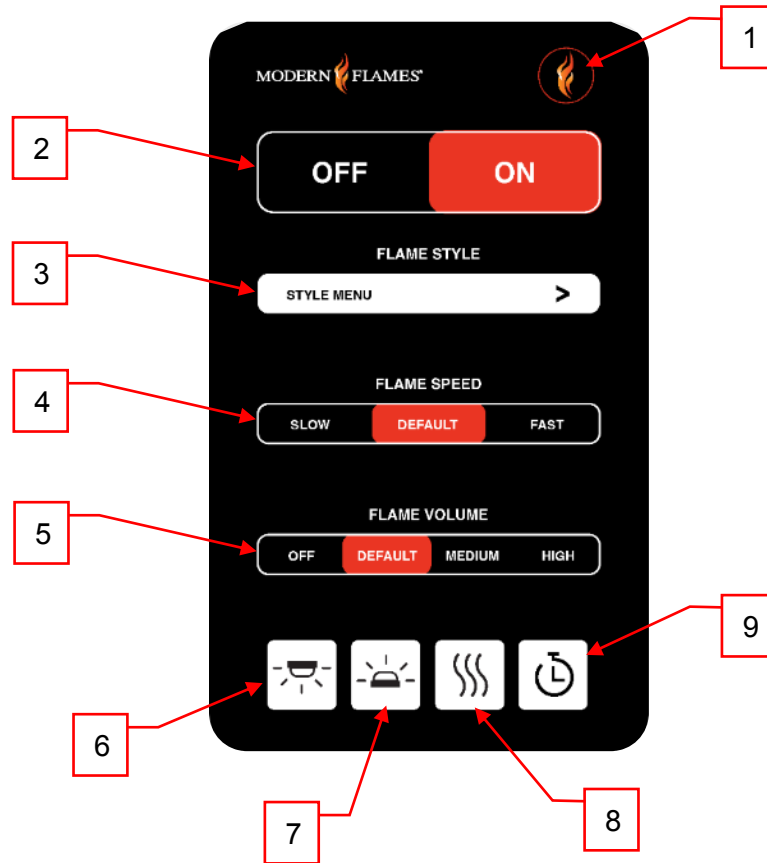 1
MODERN FLAMES®
2
OFF ON
FLAME STYLE
3
STYLE MENU >
FLAME SPEED
4
SLOW DEFAULT FAST
FLAME VOLUME
5
OFF DEFAULT MEDIUM HIGH
9
6
7
8